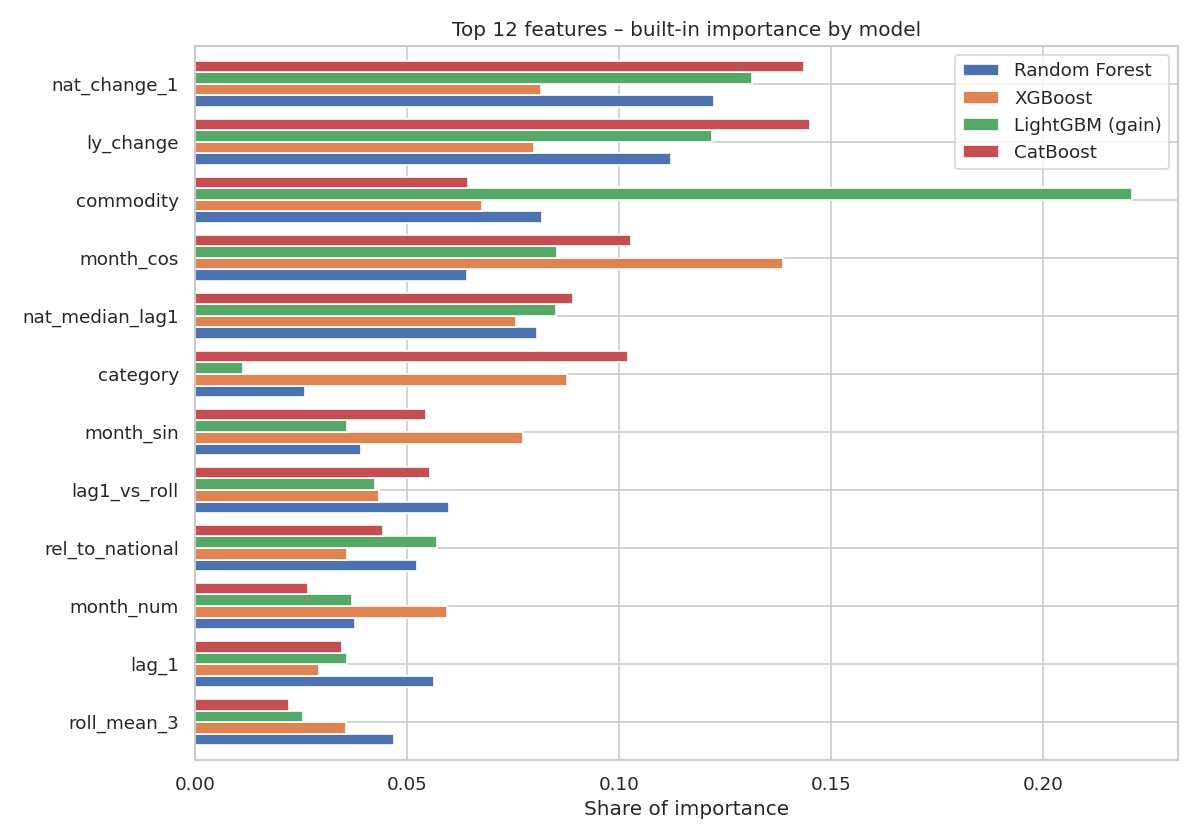 Top 12 features – built-in importance by model
Random Forest
XGBoost
LightGBM (gain)
CatBoost
nat_change_1
ly_change
commodity
month_cos
nat_median_lag1
category
month_sin
lag1_vs_roll
rel_to_national
month_num
lag_1
roll_mean_3
0.00 0.05 0.10 0.15 0.20
Share of importance